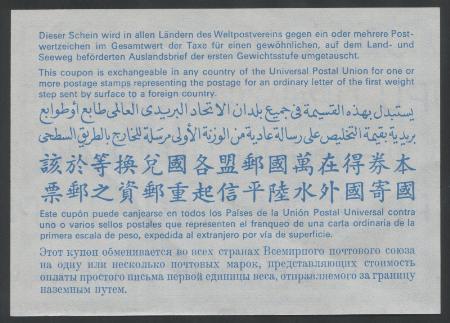 Dieser Schein wird in allen Ländern des Weltpostvereins gegen ein oder mehrere Post-
wertzeichen im Gesamtwert der Taxe für einen gewöhnlichen, auf dem Land- und
Seeweg beförderten Auslandsbrief der ersten Gewichtsstufe umgetauscht.
This coupon is exchangeable in any country of the Universal Postal Union for one or
more postage stamps representing the postage for an ordinary letter of the first weight
step sent by surface to a foreign country.
يستبدل بهذه القسيمة في جميع بلدان الاتحاد البريدى العالمى طابع أو طوابع
بريدية بقيمة التخليص على رسالة عادية من الوزنة الأولى مرسلة للخارج بالطريق السطحى
本券得在萬國郵盟各國兌換等於該
國寄國外水陸平信起重郵資之郵票
Este cupón puede canjearse en todos los Países de la Unión Postal Universal contra
uno o varios sellos postales que representen el franqueo de una carta ordinaria de la
primera escala de peso, expedida al extranjero por vía de superficie.
Этот купон обменивается во всех странах Всемирного почтового союза
на одну или несколько почтовых марок, представляющих стоимость
оплаты простого письма первой единицы веса, отправляемого за границу
наземным путем.